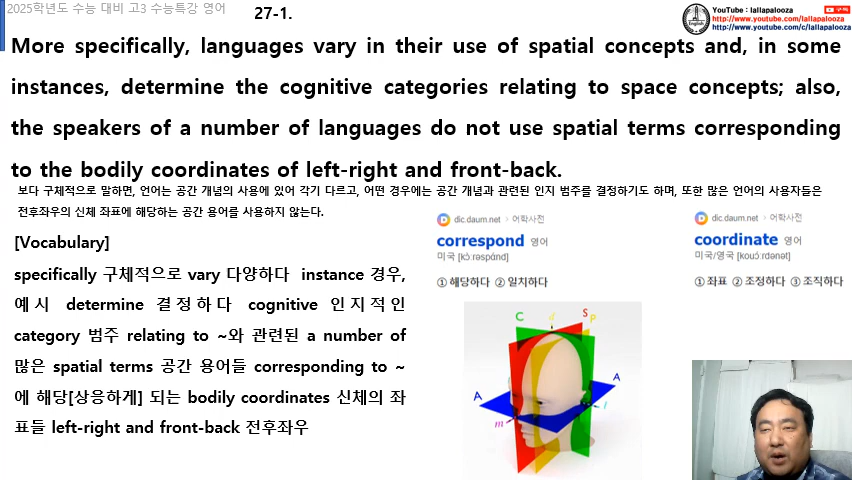 2025학년도 수능 대비 고3 수능특강 영어
27-1.
YouTube : lallapalooza
구독
http://www.youtube.com/lallapalooza
http://www.youtube.com/c/lallapalooza
English
More specifically, languages vary in their use of spatial concepts and, in some
instances, determine the cognitive categories relating to space concepts; also,
the speakers of a number of languages do not use spatial terms corresponding
to the bodily coordinates of left-right and front-back.
보다 구체적으로 말하면, 언어는 공간 개념의 사용에 있어 각기 다르고, 어떤 경우에는 공간 개념과 관련된 인지 범주를 결정하기도 하며, 또한 많은 언어의 사용자들은
전후좌우의 신체 좌표에 해당하는 공간 용어를 사용하지 않는다.
[Vocabulary]
specifically 구체적으로 vary 다양하다 instance 경우,
예시 determine 결정하다 cognitive 인지적인
category 범주 relating to ~와 관련된 a number of
많은 spatial terms 공간 용어들 corresponding to ~
에 해당[상응하게] 되는 bodily coordinates 신체의 좌
표들 left-right and front-back 전후좌우
dic.daum.net > 어학사전
correspond 영어
미국 [kɔ̀ːrəspɑ́nd]
① 해당하다 ② 일치하다
dic.daum.net > 어학사전
coordinate 영어
미국/영국 [kouɔ́ːrdənət]
① 좌표 ② 조정하다 ③ 조직하다
C d S P
A A
m l